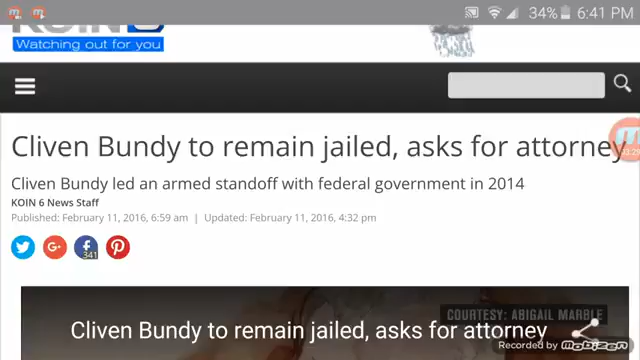 34% 6:41 PM
KOIN 6
Watching out for you
Cliven Bundy to remain jailed, asks for attorney
Cliven Bundy led an armed standoff with federal government in 2014
KOIN 6 News Staff
Published: February 11, 2016, 6:59 am | Updated: February 11, 2016, 4:32 pm
G+
341
COURTESY: ABIGAIL MARBLE
Cliven Bundy to remain jailed, asks for attorney
Recorded by mobizen